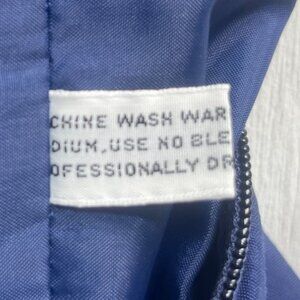 CHINE WASH WAR
DIUM, USE NO BLE
OFESSIONALLY DR